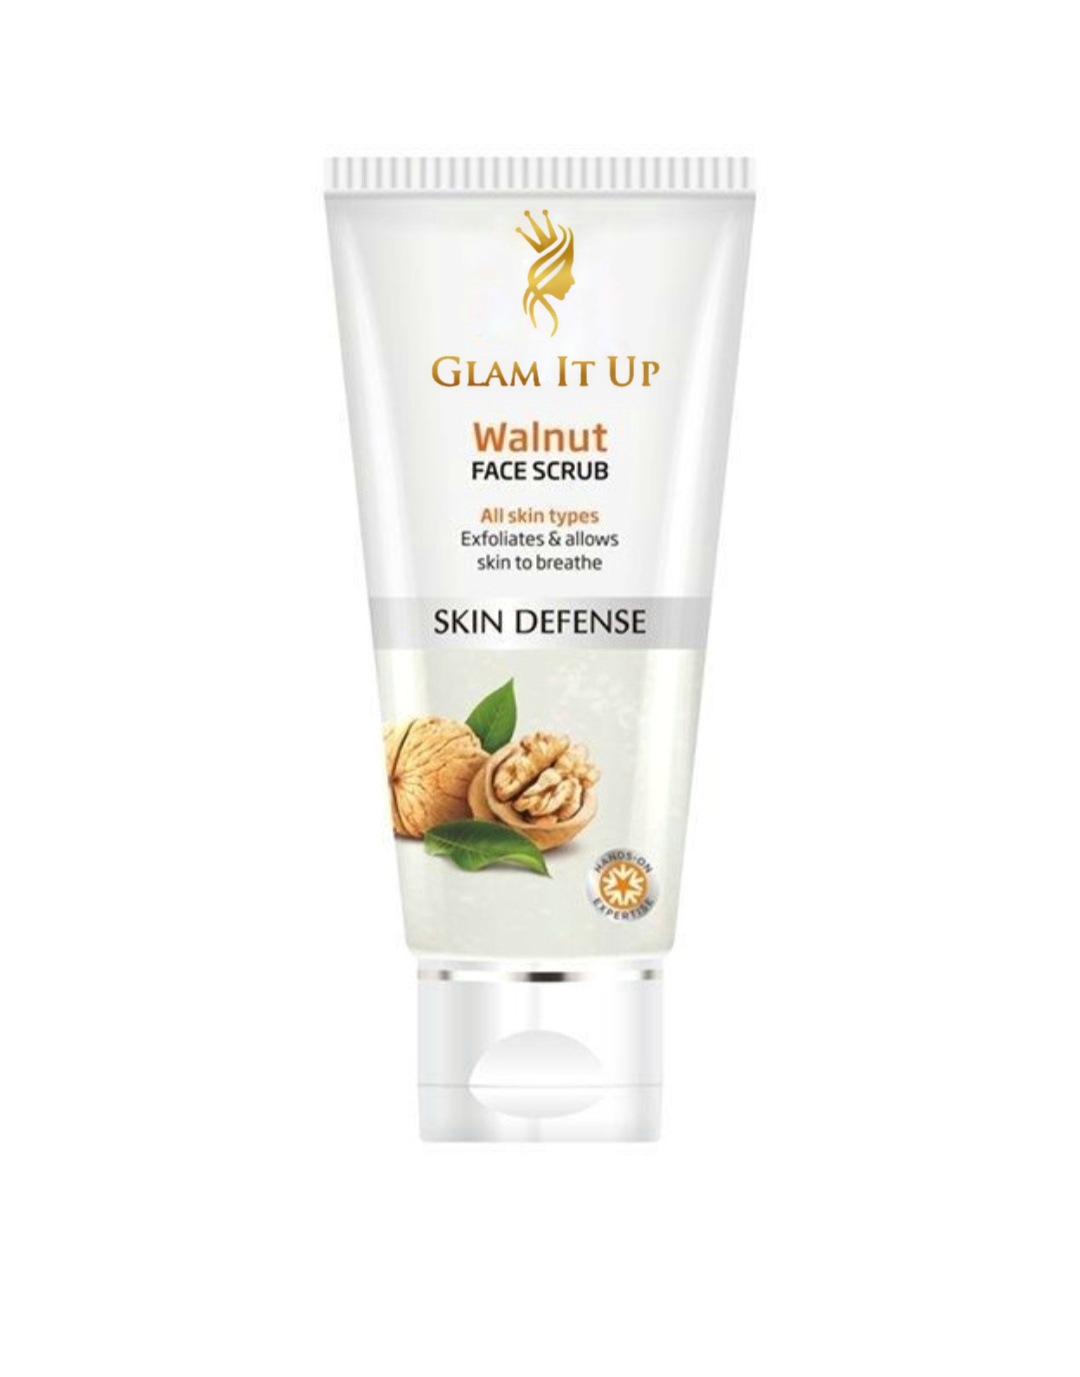 GLAM IT UP
Walnut
FACE SCRUB
All skin types
Exfoliates & allows
skin to breathe
SKIN DEFENSE
HANDS-ON
EXPERTISE